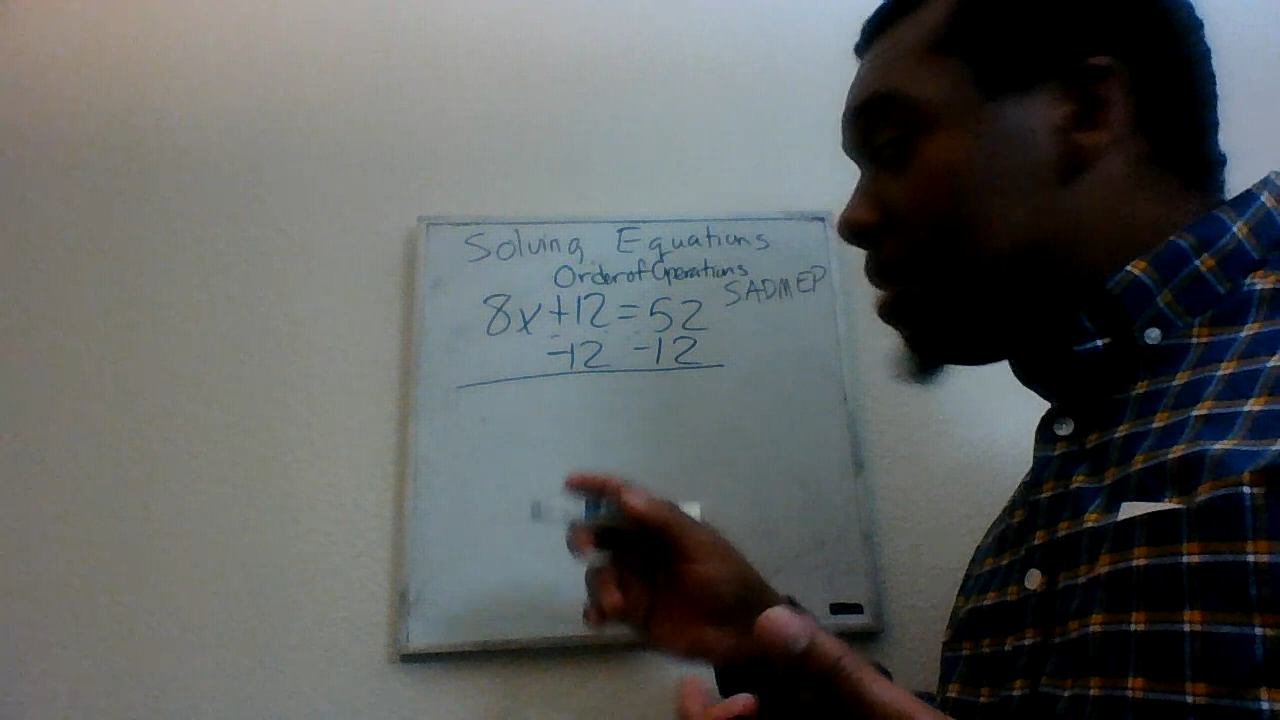 Solving Equations
Order of Operations
SADMEP
8x+12=52
-12 -12